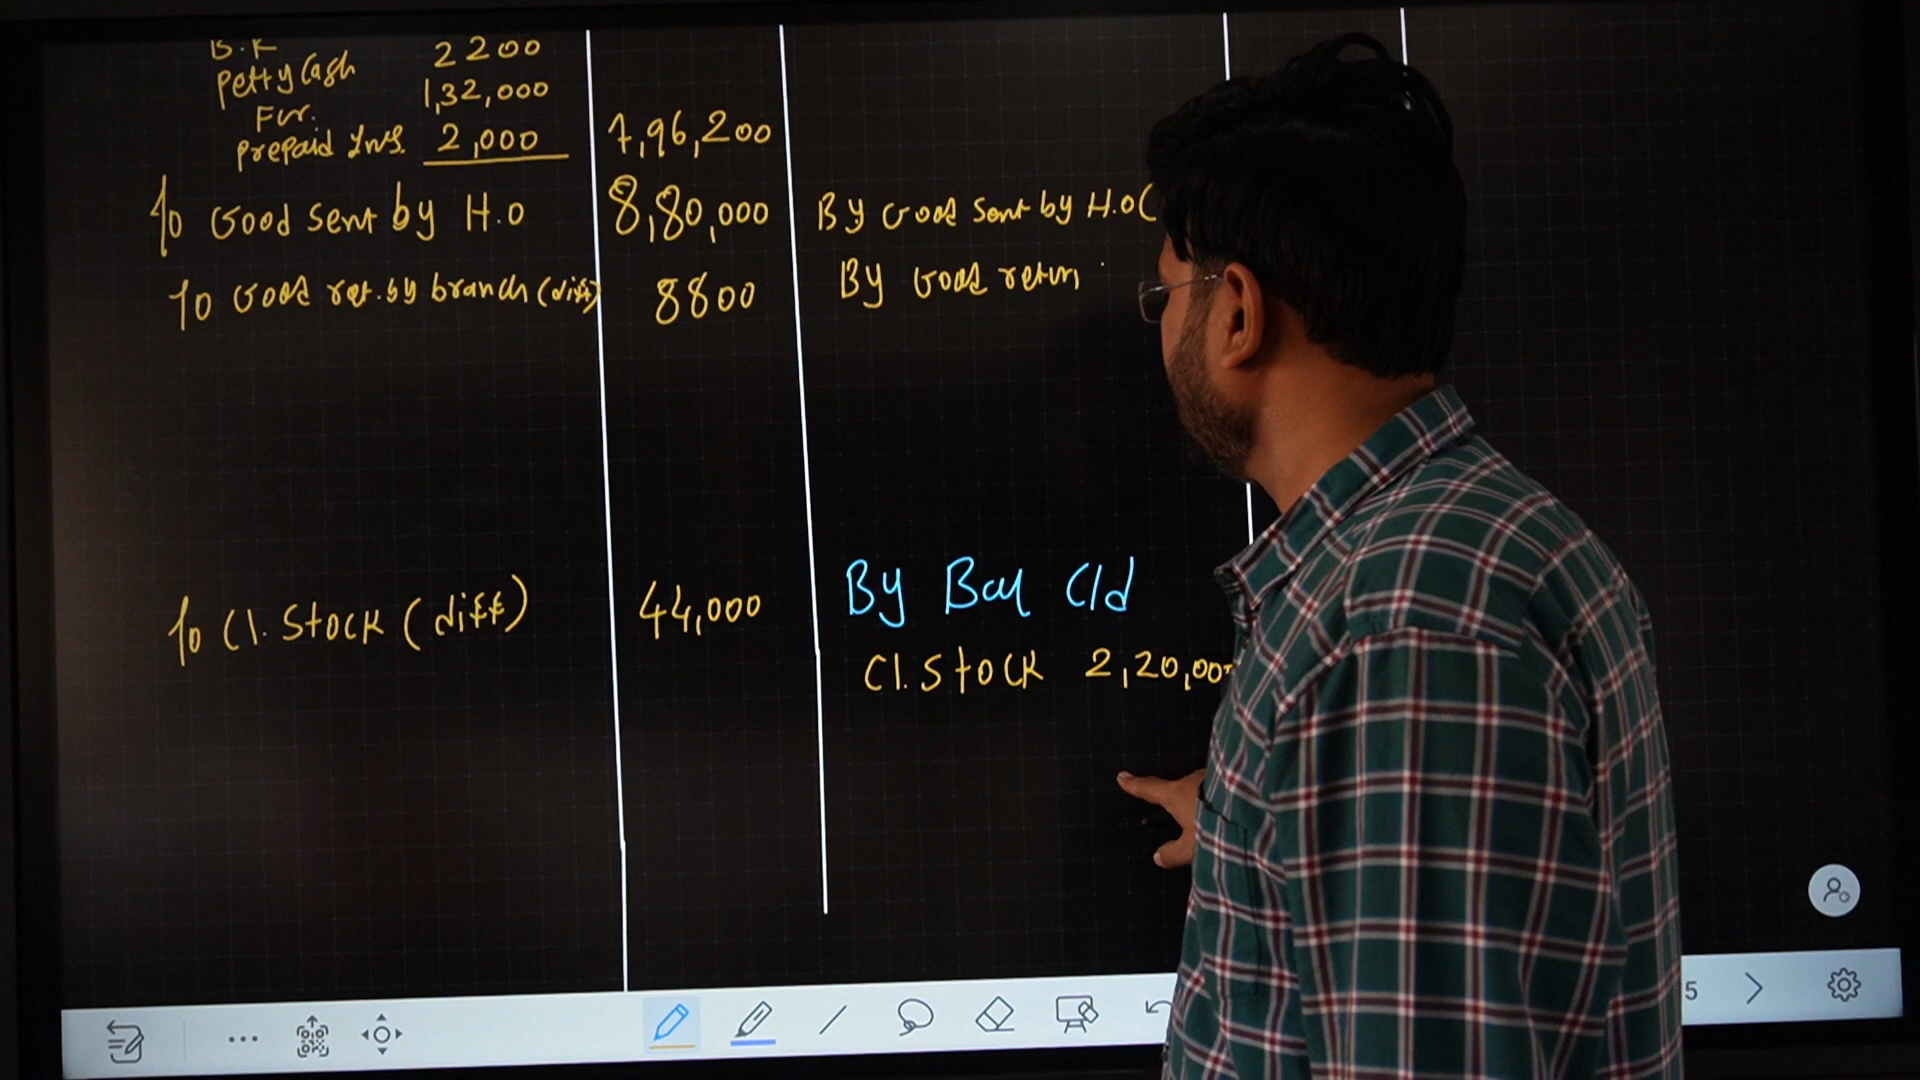 B.R
Petty Cash 2200
Fur. 1,32,000
prepaid Ins. 2,000 7,96,200
To Good Sent by H.O 8,80,000 By Good Sent by H.O(
To Good ret. by branch (diff) 8800 By Good return
To Cl. Stock (diff) 44,000 By Bal C/d
Cl. Stock 2,20,00
5